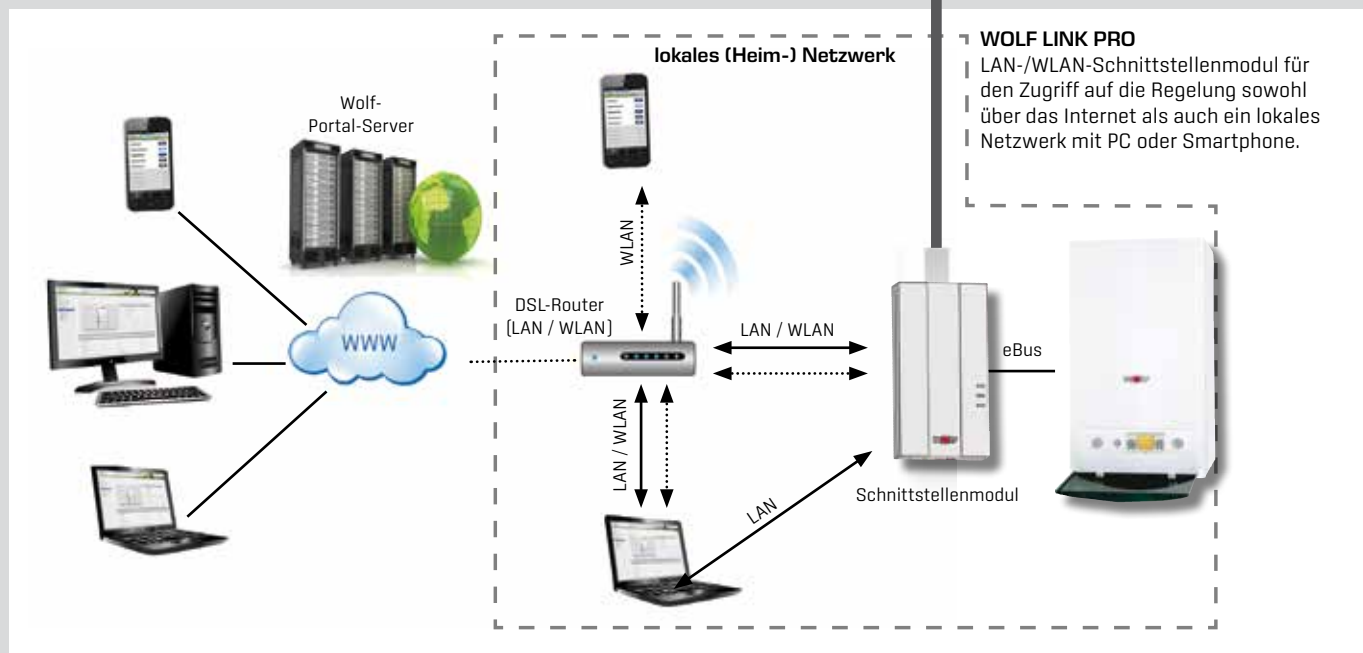 lokales (Heim-) Netzwerk
WOLF LINK PRO
LAN-/WLAN-Schnittstellenmodul für
den Zugriff auf die Regelung sowohl
über das Internet als auch ein lokales
Netzwerk mit PC oder Smartphone.
Wolf-
Portal-Server
WLAN
DSL-Router
(LAN / WLAN)
WWW
LAN / WLAN
eBus
LAN / WLAN
LAN
Schnittstellenmodul